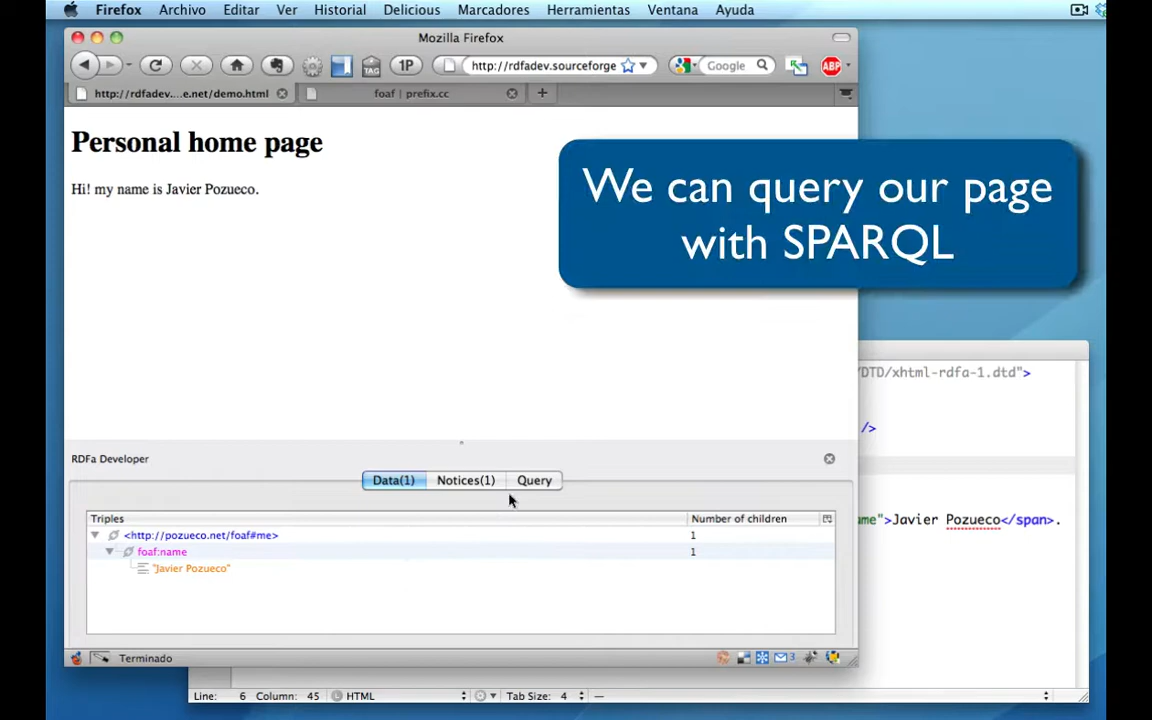 Firefox Archivo Editar Ver Historial Delicious Marcadores Herramientas Ventana Ayuda
Mozilla Firefox
1P http://rdfadev.sourceforge Google ABP
TAG
http://rdfadev....e.net/demo.html foaf | prefix.cc
Personal home page
Hi! my name is Javier Pozueco.
We can query our page
with SPARQL
/DTD/xhtml-rdfa-1.dtd">
/>
RDFa Developer
Data(1) Notices(1) Query
ame">Javier Pozueco</span>.
Triples Number of children
<http://pozueco.net/foaf#me> 1
foaf:name 1
"Javier Pozueco"
Terminado 3
Line: 6 Column: 45 HTML Tab Size: 4 —